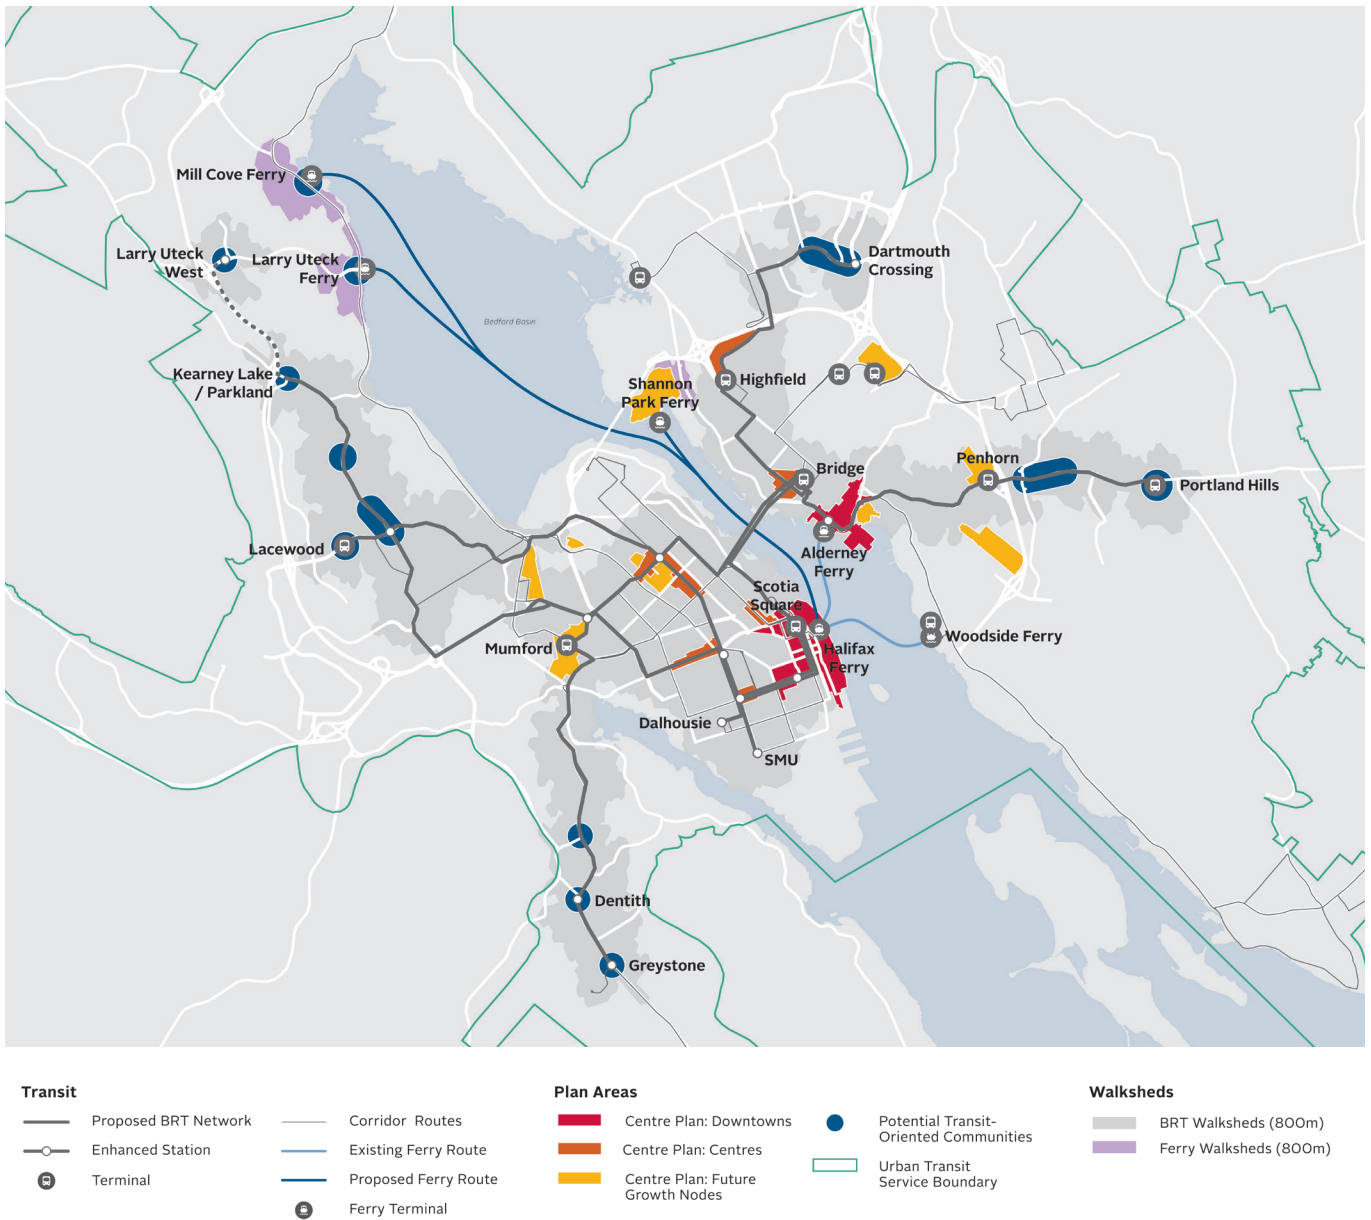 Mill Cove Ferry
Larry Uteck
West
Larry Uteck
Ferry
Dartmouth
Crossing
Bedford Basin
Kearney Lake
/ Parkland
Shannon
Park Ferry
Highfield
Penhorn
Bridge
Portland Hills
Lacewood
Alderney
Ferry
Scotia
Square
Mumford
Halifax
Ferry
Woodside Ferry
Dalhousie
SMU
Dentith
Greystone
Transit
Proposed BRT Network
Enhanced Station
Terminal
Corridor Routes
Existing Ferry Route
Proposed Ferry Route
Ferry Terminal
Plan Areas
Centre Plan: Downtowns
Centre Plan: Centres
Centre Plan: Future
Growth Nodes
Potential Transit-
Oriented Communities
Urban Transit
Service Boundary
Walksheds
BRT Walksheds (800m)
Ferry Walksheds (800m)